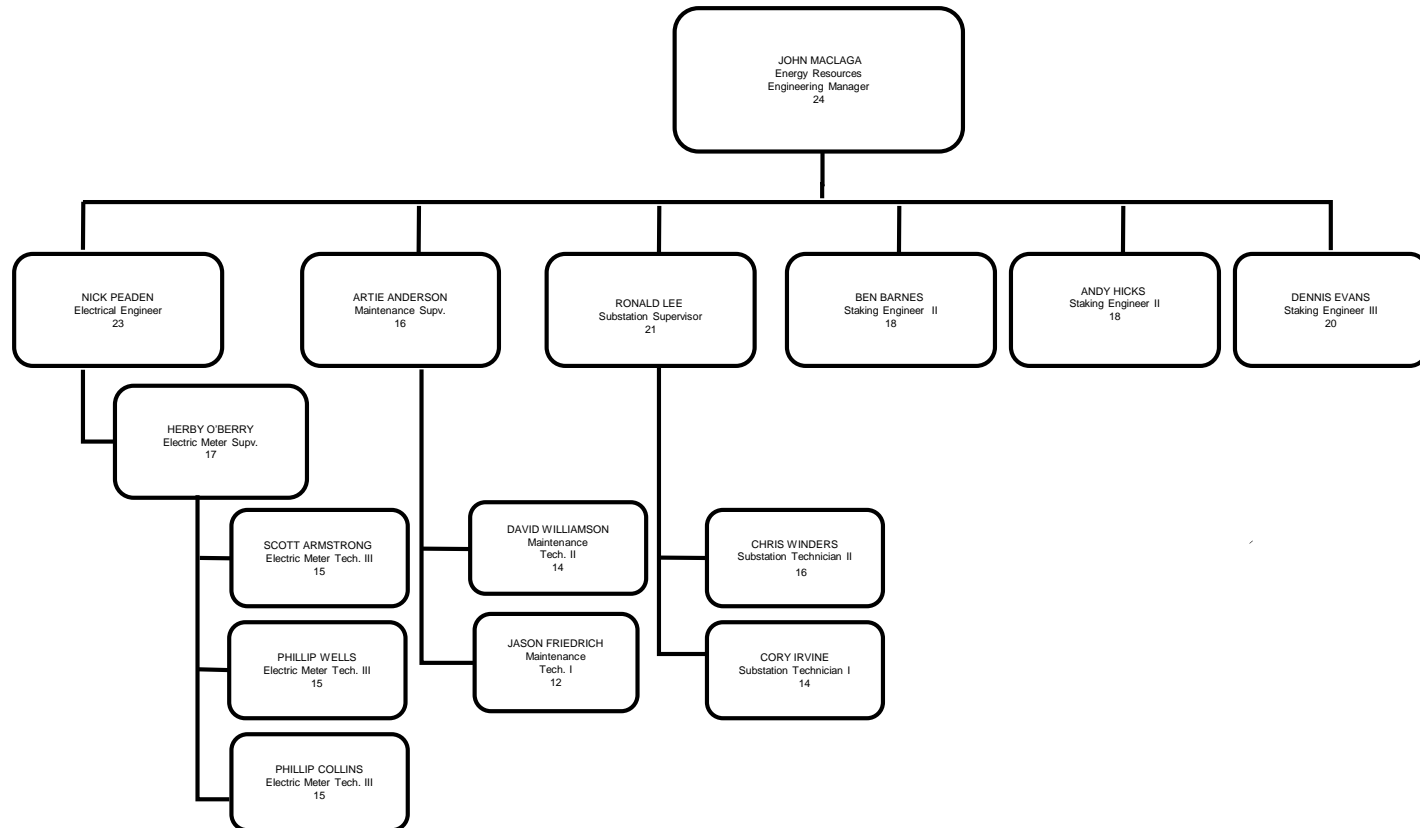 JOHN MACLAGA
Energy Resources
Engineering Manager
24
NICK PEADEN
Electrical Engineer
23
ARTIE ANDERSON
Maintenance Supv.
16
RONALD LEE
Substation Supervisor
21
BEN BARNES
Staking Engineer II
18
ANDY HICKS
Staking Engineer II
18
DENNIS EVANS
Staking Engineer III
20
HERBY O'BERRY
Electric Meter Supv.
17
SCOTT ARMSTRONG
Electric Meter Tech. III
15
PHILLIP WELLS
Electric Meter Tech. III
15
PHILLIP COLLINS
Electric Meter Tech. III
15
DAVID WILLIAMSON
Maintenance
Tech. II
14
JASON FRIEDRICH
Maintenance
Tech. I
12
CHRIS WINDERS
Substation Technician II
16
CORY IRVINE
Substation Technician I
14